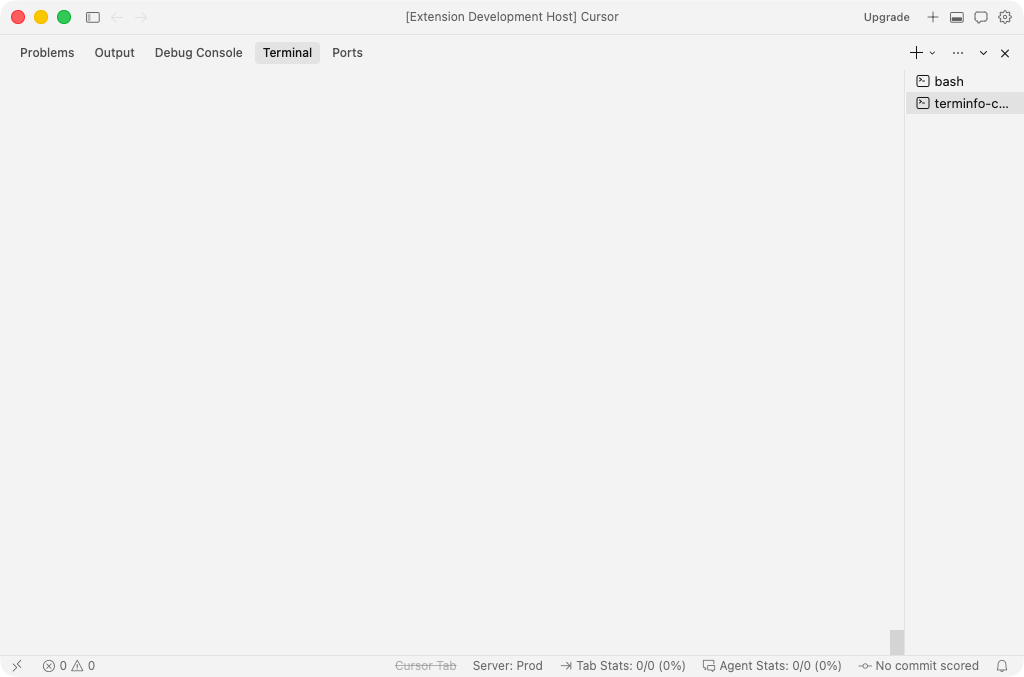 [Extension Development Host] Cursor
Upgrade
Problems
Output
Debug Console
Terminal
Ports
bash
terminfo-c...
0
0
Cursor Tab
Server: Prod
Tab Stats: 0/0 (0%)
Agent Stats: 0/0 (0%)
No commit scored